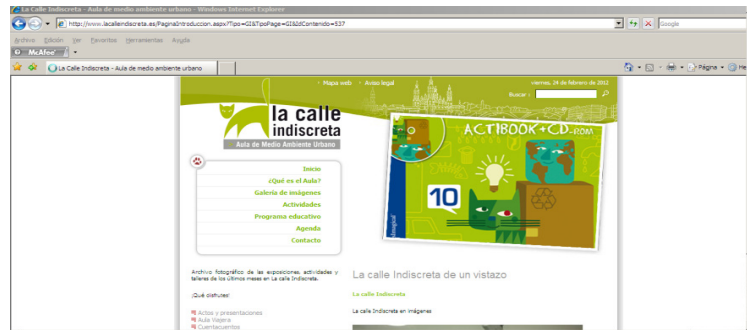 La Calle Indiscreta - Aula de medio ambiente urbano - Windows Internet Explorer
http://www.lacalleindiscreta.es/PaginaIntroduccion.aspx?Tipo=GI&TipoPage=GI&IdContenido=537
Google
Archivo Edición Ver Favoritos Herramientas Ayuda
McAfee
La Calle Indiscreta - Aula de medio ambiente urbano
Página
Mapa web Aviso legal
viernes, 24 de febrero de 2012
Buscar :
la calle
indiscreta
Aula de Medio Ambiente Urbano
ACTIBOOK+CD-ROM
10
Inicio
¿Qué es el Aula?
Galería de imágenes
Actividades
Programa educativo
Agenda
Contacto
Archivo fotográfico de las exposiciones, actividades y
talleres de los últimos meses en La calle Indiscreta.
¡Qué disfrutes!
Actos y presentaciones
Aula Viajera
Cuentacuentos
La calle Indiscreta de un vistazo
La calle Indiscreta
La calle Indiscreta en imágenes